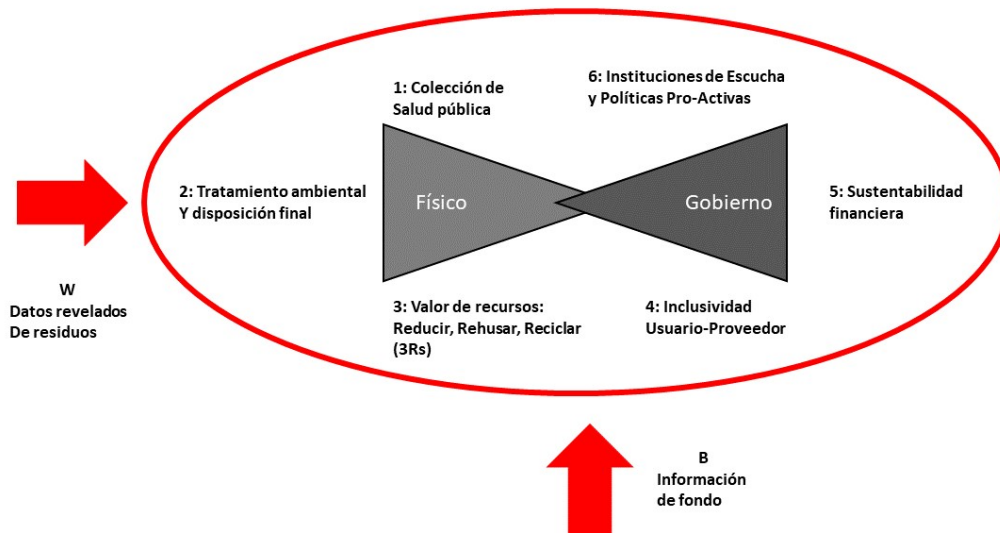 1: Colección de
Salud pública
6: Instituciones de Escucha
y Políticas Pro-Activas
2: Tratamiento ambiental
Y disposición final
Físico
Gobierno
5: Sustentabilidad
financiera
3: Valor de recursos:
Reducir, Rehusar, Reciclar
(3Rs)
4: Inclusividad
Usuario-Proveedor
W
Datos revelados
De residuos
B
Información
de fondo